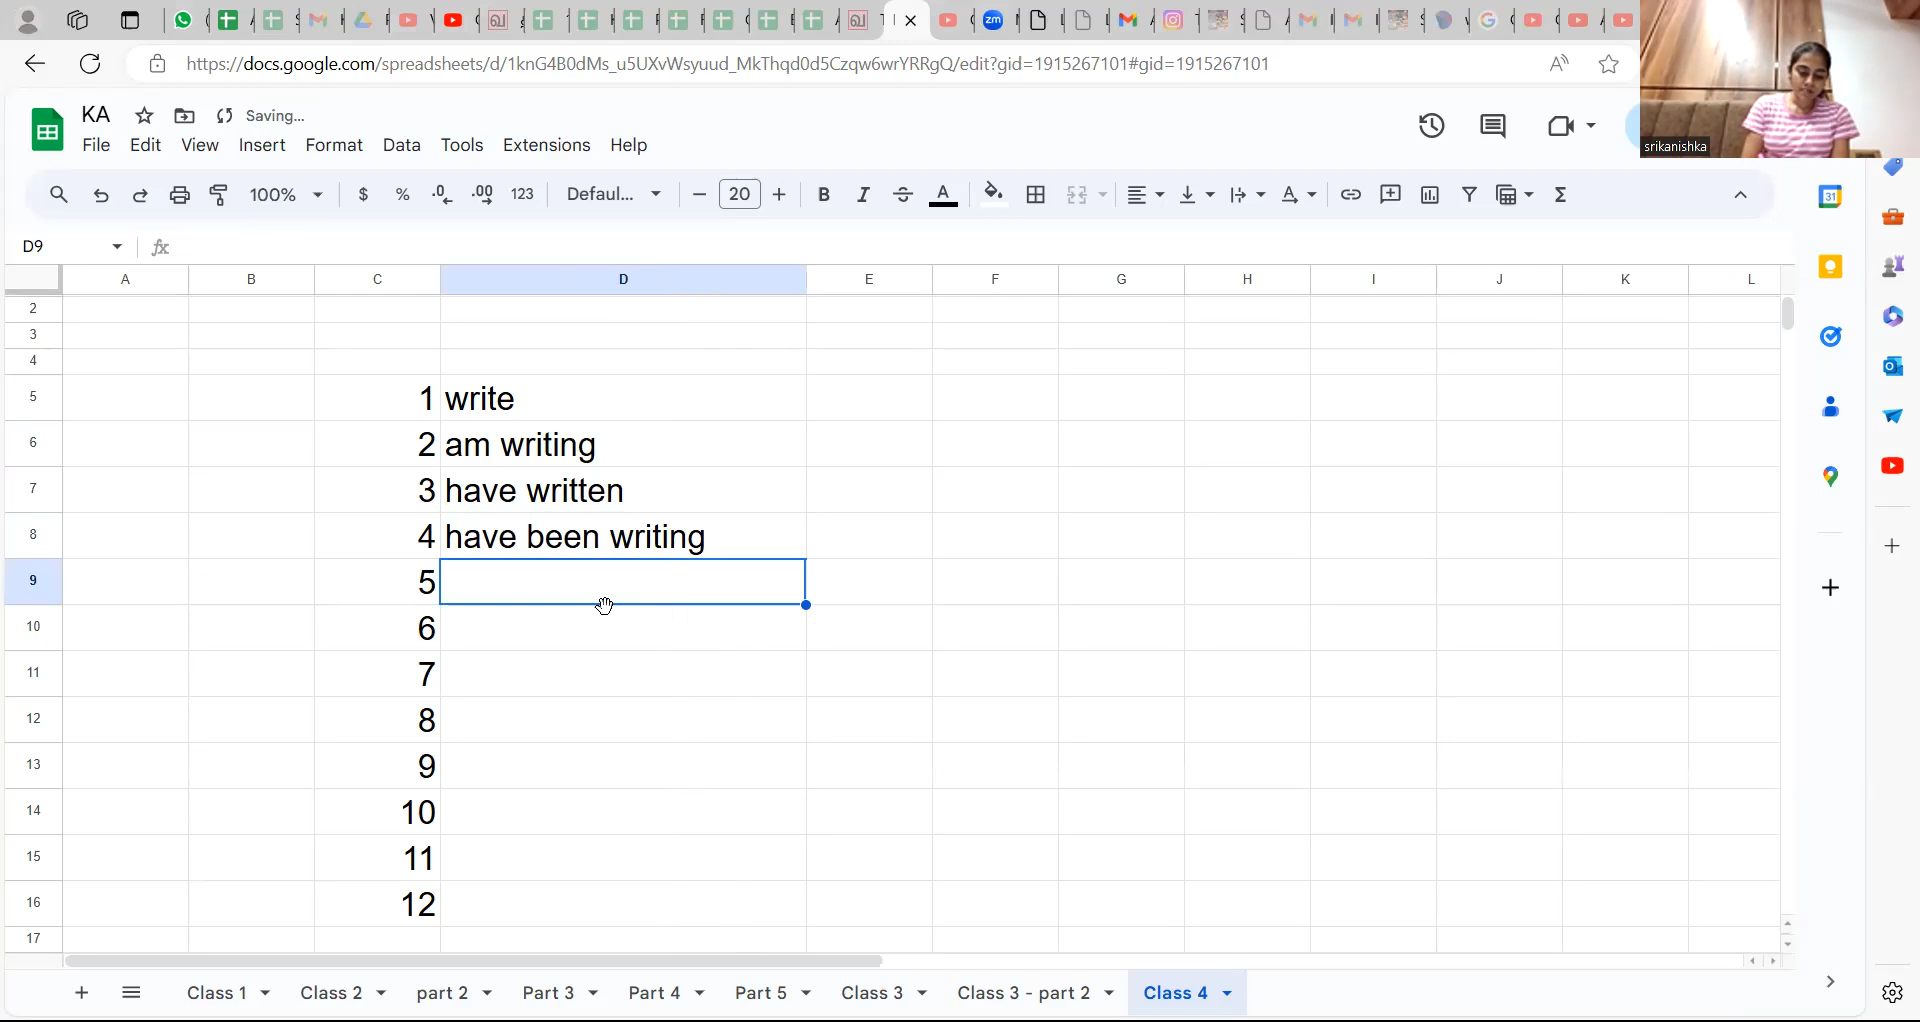 https://docs.google.com/spreadsheets/d/1knG4B0dMs_u5UXvWsyuud_MkThqd0d5Czqw6wrYRRgQ/edit?gid=1915267101#gid=1915267101
srikanishka
KA Saving...
File Edit View Insert Format Data Tools Extensions Help
100% $ % .0 .00 123 Defaul... 20 B I A
D9 fx
A B C D E F G H I J K L
2
3
4
5 1 write
6 2 am writing
7 3 have written
8 4 have been writing
9 5
10 6
11 7
12 8
13 9
14 10
15 11
16 12
17
Class 1 Class 2 part 2 Part 3 Part 4 Part 5 Class 3 Class 3 - part 2 Class 4